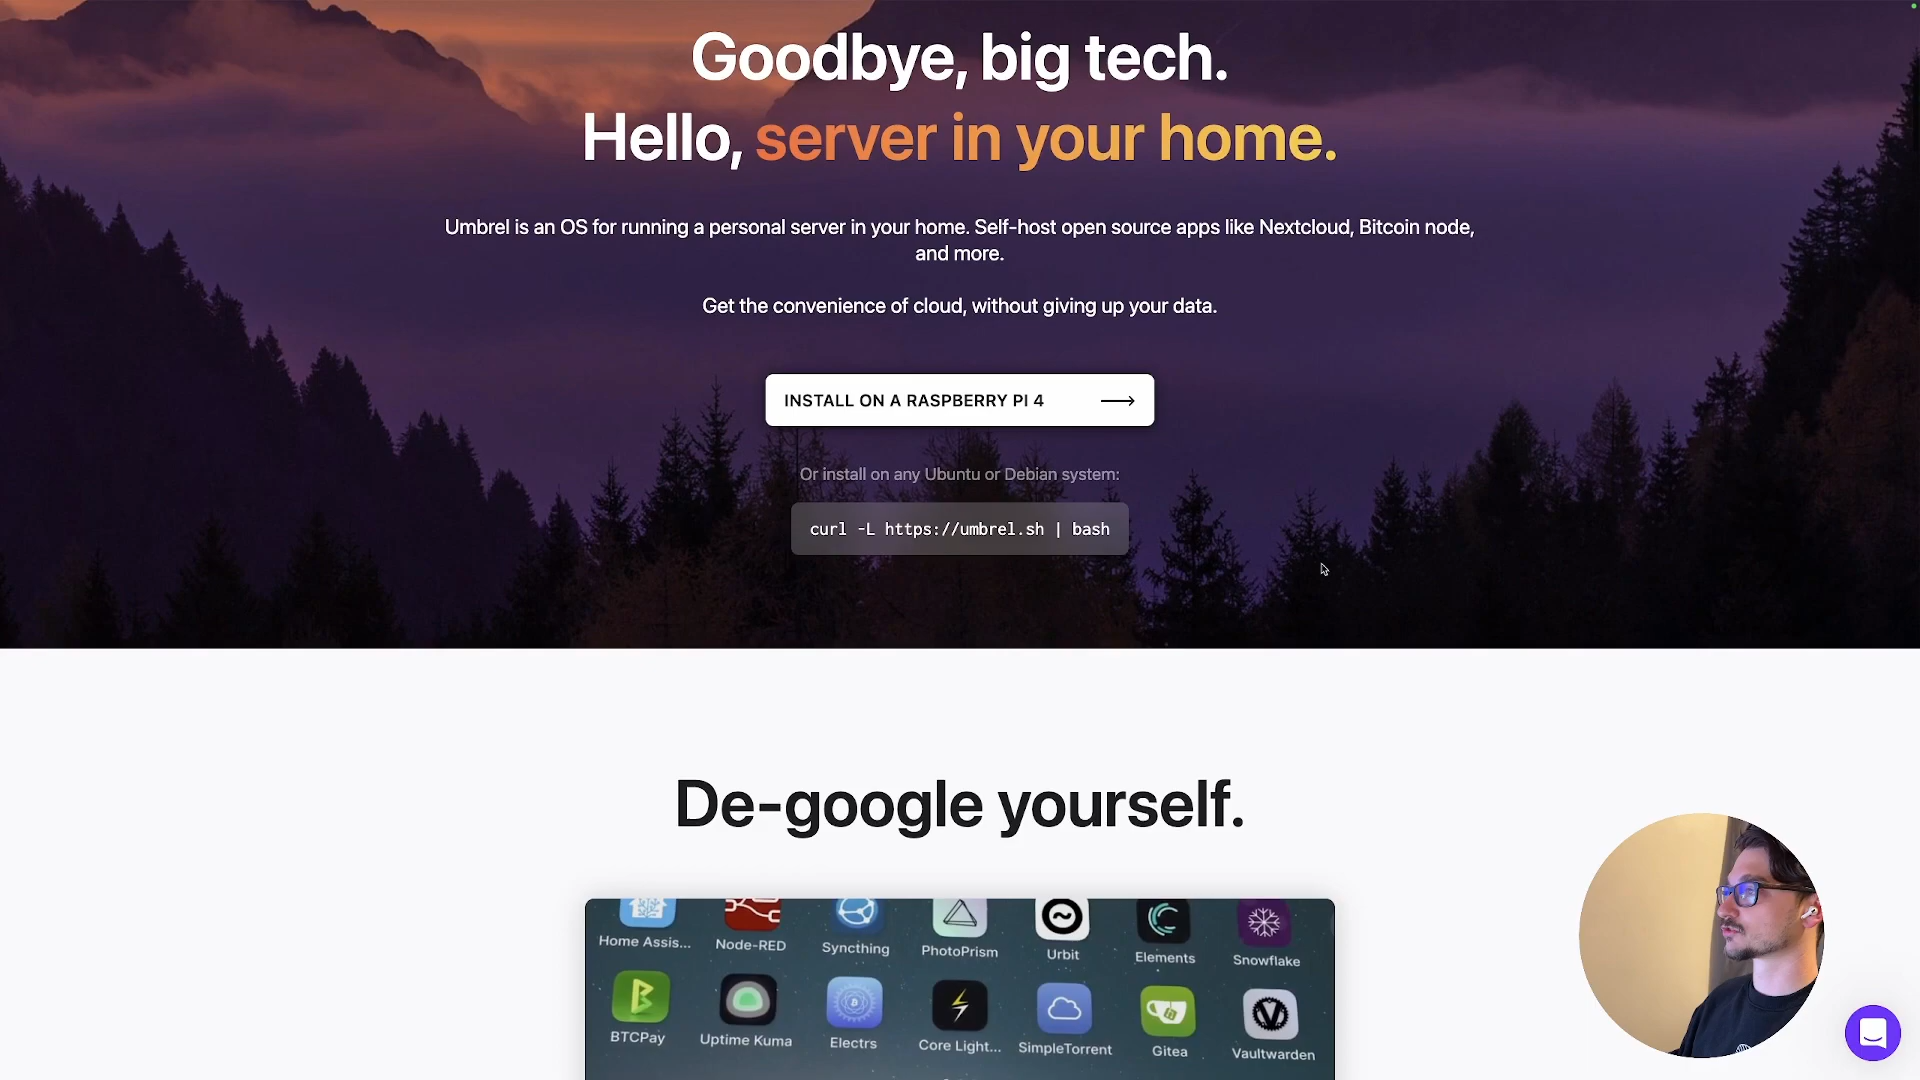 Goodbye, big tech.
Hello, server in your home.
Umbrel is an OS for running a personal server in your home. Self-host open source apps like Nextcloud, Bitcoin node,
and more.
Get the convenience of cloud, without giving up your data.
INSTALL ON A RASPBERRY PI 4
Or install on any Ubuntu or Debian system:
curl -L https://umbrel.sh | bash
De-google yourself.
Home Assis... Node-RED Syncthing PhotoPrism Urbit Elements Snowflake
BTCPay Uptime Kuma Electrs Core Light... SimpleTorrent Gitea Vaultwarden